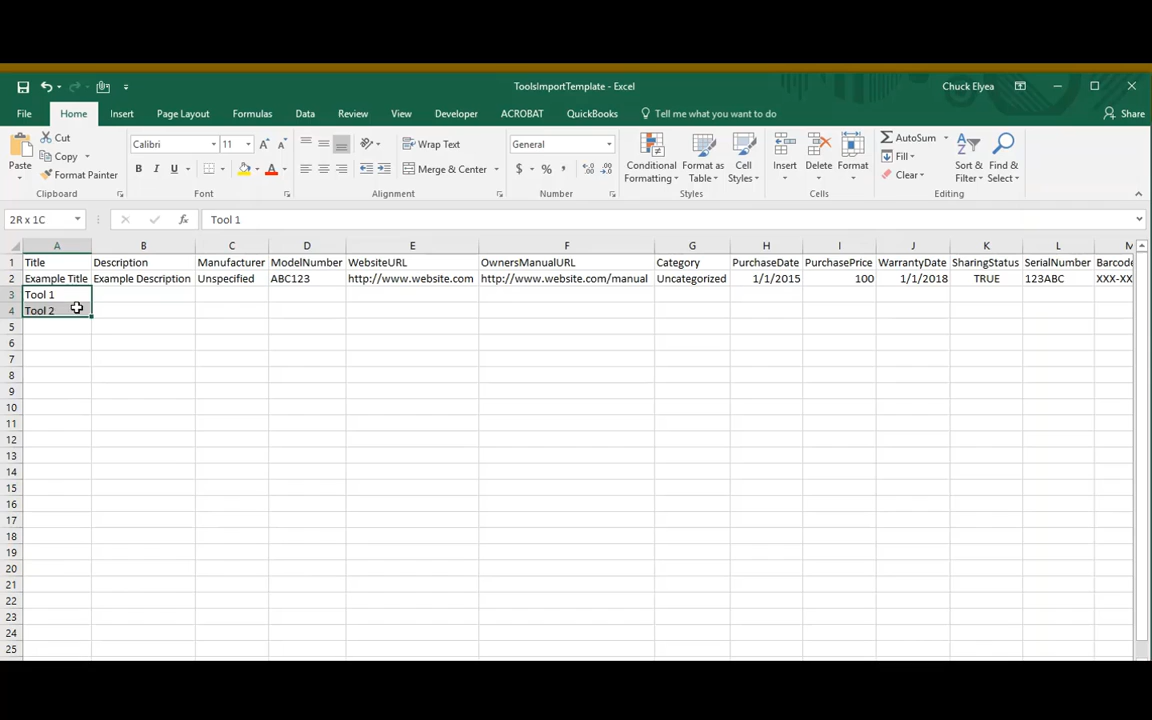 ToolsImportTemplate - Excel
Chuck Elyea
File Home Insert Page Layout Formulas Data Review View Developer ACROBAT QuickBooks Tell me what you want to do Share
Paste
Cut
Copy
Format Painter
Clipboard
Calibri 11
B I U
Font
Wrap Text
Merge & Center
Alignment
General
$ % ,
Number
Conditional Formatting
Format as Table
Cell Styles
Styles
Insert Delete Format
Cells
AutoSum
Fill
Clear
Sort & Filter
Find & Select
Editing
2R x 1C fx Tool 1
A B C D E F G H I J K L M
1 Title Description Manufacturer ModelNumber WebsiteURL OwnersManualURL Category PurchaseDate PurchasePrice WarrantyDate SharingStatus SerialNumber Barcode
2 Example Title Example Description Unspecified ABC123 http://www.website.com http://www.website.com/manual Uncategorized 1/1/2015 100 1/1/2018 TRUE 123ABC XXX-XX
3 Tool 1
4 Tool 2
5
6
7
8
9
10
11
12
13
14
15
16
17
18
19
20
21
22
23
24
25